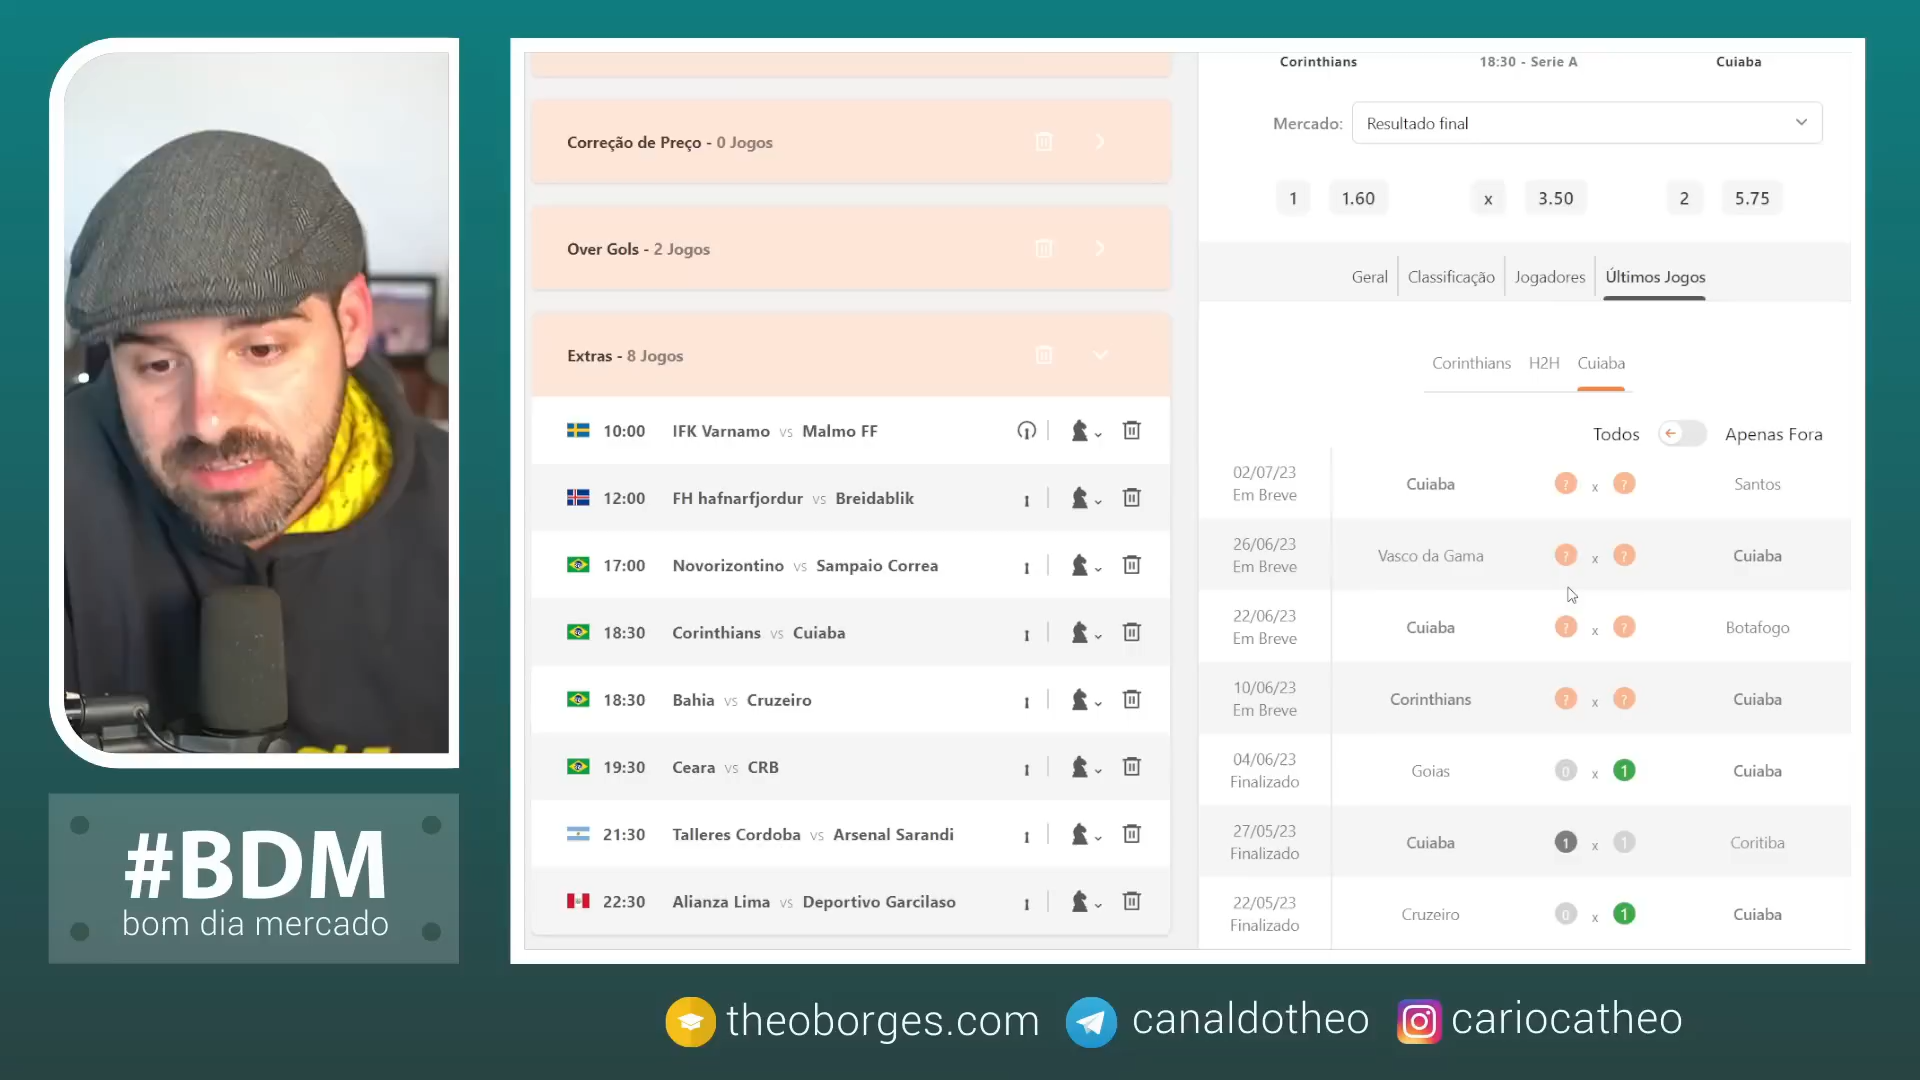 Corinthians 18:30 - Serie A Cuiaba
Mercado: Resultado final
1 1.60 x 3.50 2 5.75
Geral Classificação Jogadores Últimos Jogos
Corinthians H2H Cuiaba
Todos Apenas Fora
02/07/23
Em Breve
Cuiaba ? x ? Santos
26/06/23
Em Breve
Vasco da Gama ? x ? Cuiaba
22/06/23
Em Breve
Cuiaba ? x ? Botafogo
10/06/23
Em Breve
Corinthians ? x ? Cuiaba
04/06/23
Finalizado
Goias 0 x 1 Cuiaba
27/05/23
Finalizado
Cuiaba 1 x 1 Coritiba
22/05/23
Finalizado
Cruzeiro 0 x 1 Cuiaba
Correção de Preço - 0 Jogos
Over Gols - 2 Jogos
Extras - 8 Jogos
10:00 IFK Varnamo vs Malmo FF
12:00 FH hafnarfjordur vs Breidablik
17:00 Novorizontino vs Sampaio Correa
18:30 Corinthians vs Cuiaba
18:30 Bahia vs Cruzeiro
19:30 Ceara vs CRB
21:30 Talleres Cordoba vs Arsenal Sarandi
22:30 Alianza Lima vs Deportivo Garcilaso
#BDM
bom dia mercado
theoborges.com canaldotheo cariocatheo